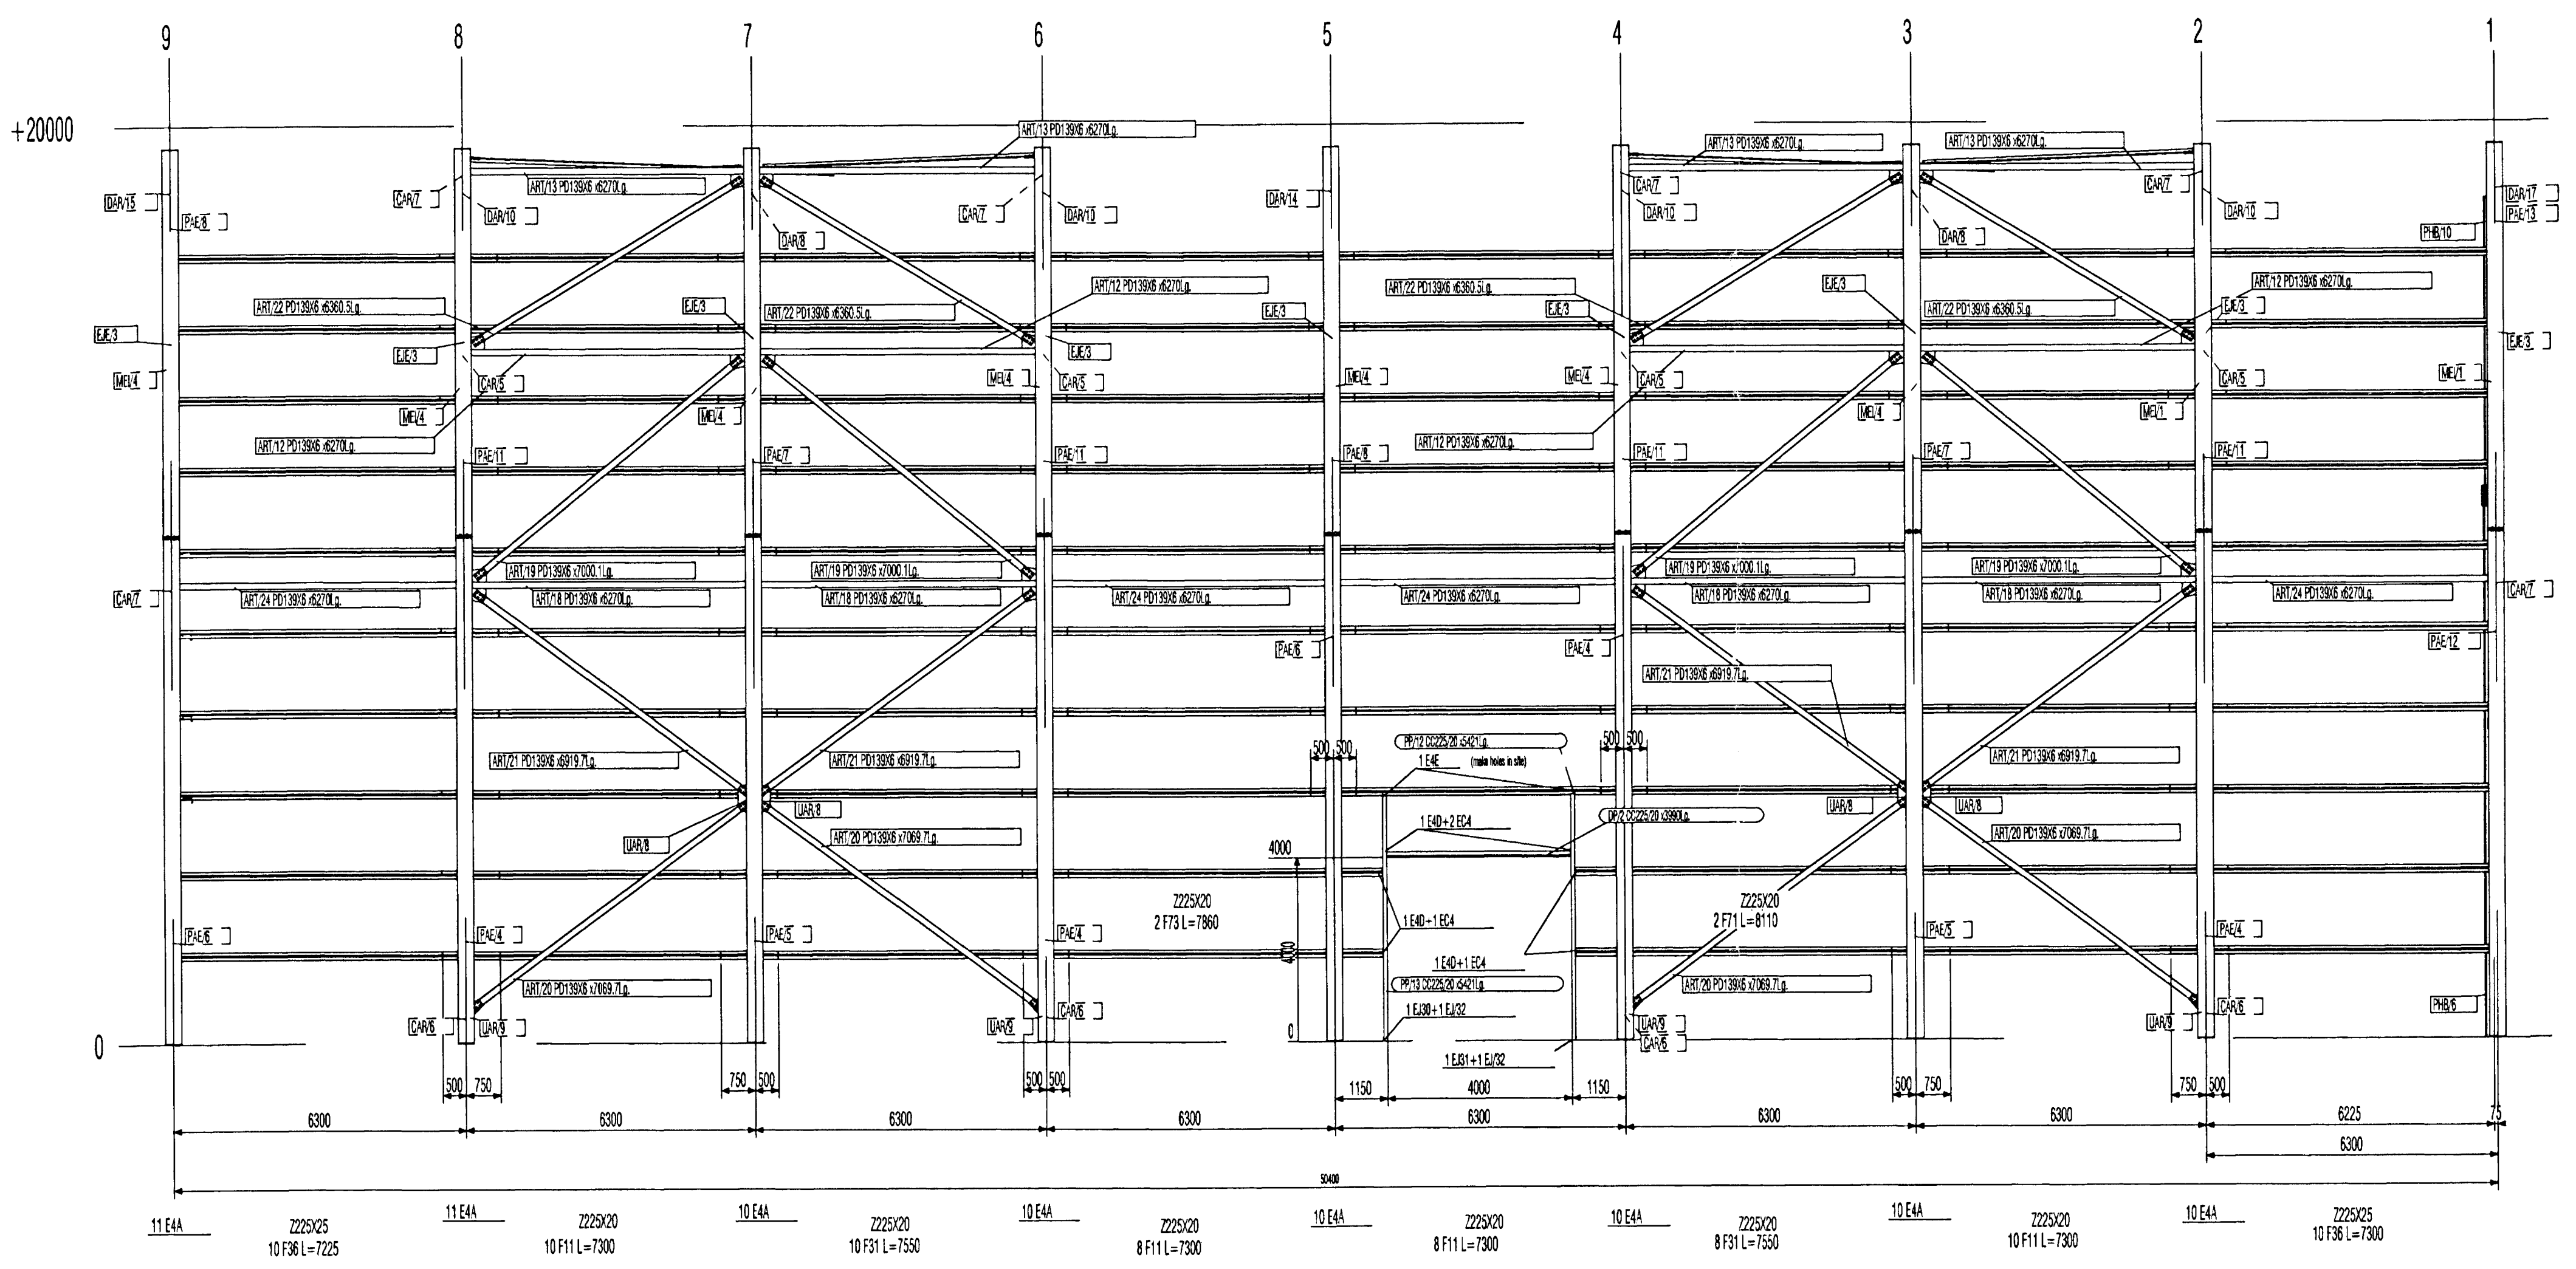 9 8 7 6 5 4 3 2 1
+20000
ART/13 PD139X6 x6270Lg.
ART/13 PD139X6 x6270Lg. ART/13 PD139X6 x6270Lg.
ART/13 PD139X6 x6270Lg.
DAR/15 CAR/7 CAR/7 DAR/14 CAR/7 CAR/7 DAR/17
PAE/8 DAR/10 DAR/10 DAR/10 DAR/10 PAE/13
DAR/8 DAR/8 PHB/10
ART/22 PD139X6 x6360.5Lg. EJE/3 ART/22 PD139X6 x6360.5Lg. ART/12 PD139X6 x6270Lg. EJE/3 ART/22 PD139X6 x6360.5Lg. EJE/3 EJE/3 ART/22 PD139X6 x6360.5Lg. ART/12 PD139X6 x6270Lg. EJE/3
EJE/3 EJE/3 EJE/3 EJE/3
MEI/4 CAR/5 MEI/4 CAR/5 MEI/4 MEI/4 CAR/5 CAR/5 MEI/1
MEI/4 MEI/4 MEI/4 MEI/1
ART/12 PD139X6 x6270Lg. ART/12 PD139X6 x6270Lg.
PAE/11 PAE/7 PAE/11 PAE/8 PAE/11 PAE/7 PAE/11
ART/19 PD139X6 x7000.1Lg. ART/19 PD139X6 x7000.1Lg. ART/19 PD139X6 x7000.1Lg. ART/19 PD139X6 x7000.1Lg.
CAR/7 ART/24 PD139X6 x6270Lg. ART/18 PD139X6 x6270Lg. ART/18 PD139X6 x6270Lg. ART/24 PD139X6 x6270Lg. ART/24 PD139X6 x6270Lg. ART/18 PD139X6 x6270Lg. ART/18 PD139X6 x6270Lg. ART/24 PD139X6 x6270Lg. CAR/7
PAE/6 PAE/4 PAE/12
ART/21 PD139X6 x6919.7Lg.
ART/21 PD139X6 x6919.7Lg. ART/21 PD139X6 x6919.7Lg. ART/21 PD139X6 x6919.7Lg.
500 500 PP/12 CC225/20 x5421Lg. 500 500
1 E4E (make holes in site)
UAR/8 UAR/8 UAR/8
UAR/8 ART/20 PD139X6 x7069.7Lg. 1 E4D+2 EC4 DP/2 CC225/20 x3990Lg. ART/20 PD139X6 x7069.7Lg.
4000
Z225X20 Z225X20
2 F73 L=7860 2 F71 L=8110
1 E4D+1 EC4
PAE/6 PAE/4 PAE/5 PAE/4 4000 PAE/5 PAE/4
1 E4D+1 EC4
ART/20 PD139X6 x7069.7Lg. PP/13 CC225/20 x5421Lg. ART/20 PD139X6 x7069.7Lg.
PHB/6
CAR/6 UAR/9 UAR/9 CAR/6 1 EJ30+1 EJ/32 UAR/9 UAR/9 CAR/6
0 0 CAR/6
1 EJ31+1 EJ/32
500 750 750 500 500 500 1150 4000 1150 500 750 750 500
6300 6300 6300 6300 6300 6300 6300 6225 75
6300
50400
11 E4A 11 E4A 10 E4A 10 E4A 10 E4A 10 E4A 10 E4A 10 E4A
Z225X25 Z225X20 Z225X20 Z225X20 Z225X20 Z225X20 Z225X20 Z225X25
10 F36 L=7225 10 F11 L=7300 10 F31 L=7550 8 F11 L=7300 8 F11 L=7300 8 F31 L=7550 10 F11 L=7300 10 F36 L=7300